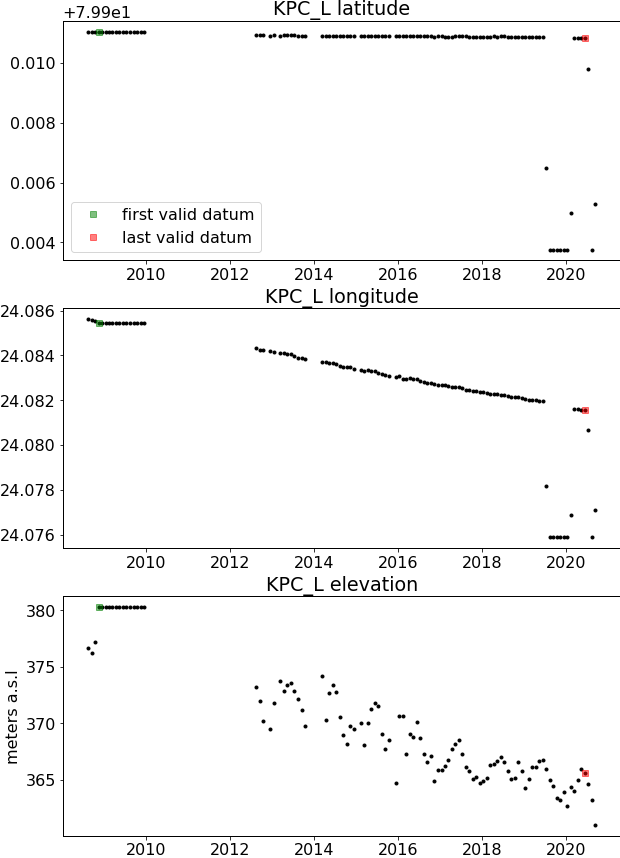 KPC_L latitude
+7.99e1
0.010
0.008
0.006
0.004
first valid datum
last valid datum
2010 2012 2014 2016 2018 2020
KPC_L longitude
24.086
24.084
24.082
24.080
24.078
24.076
2010 2012 2014 2016 2018 2020
KPC_L elevation
380
375
370
365
meters a.s.l
2010 2012 2014 2016 2018 2020